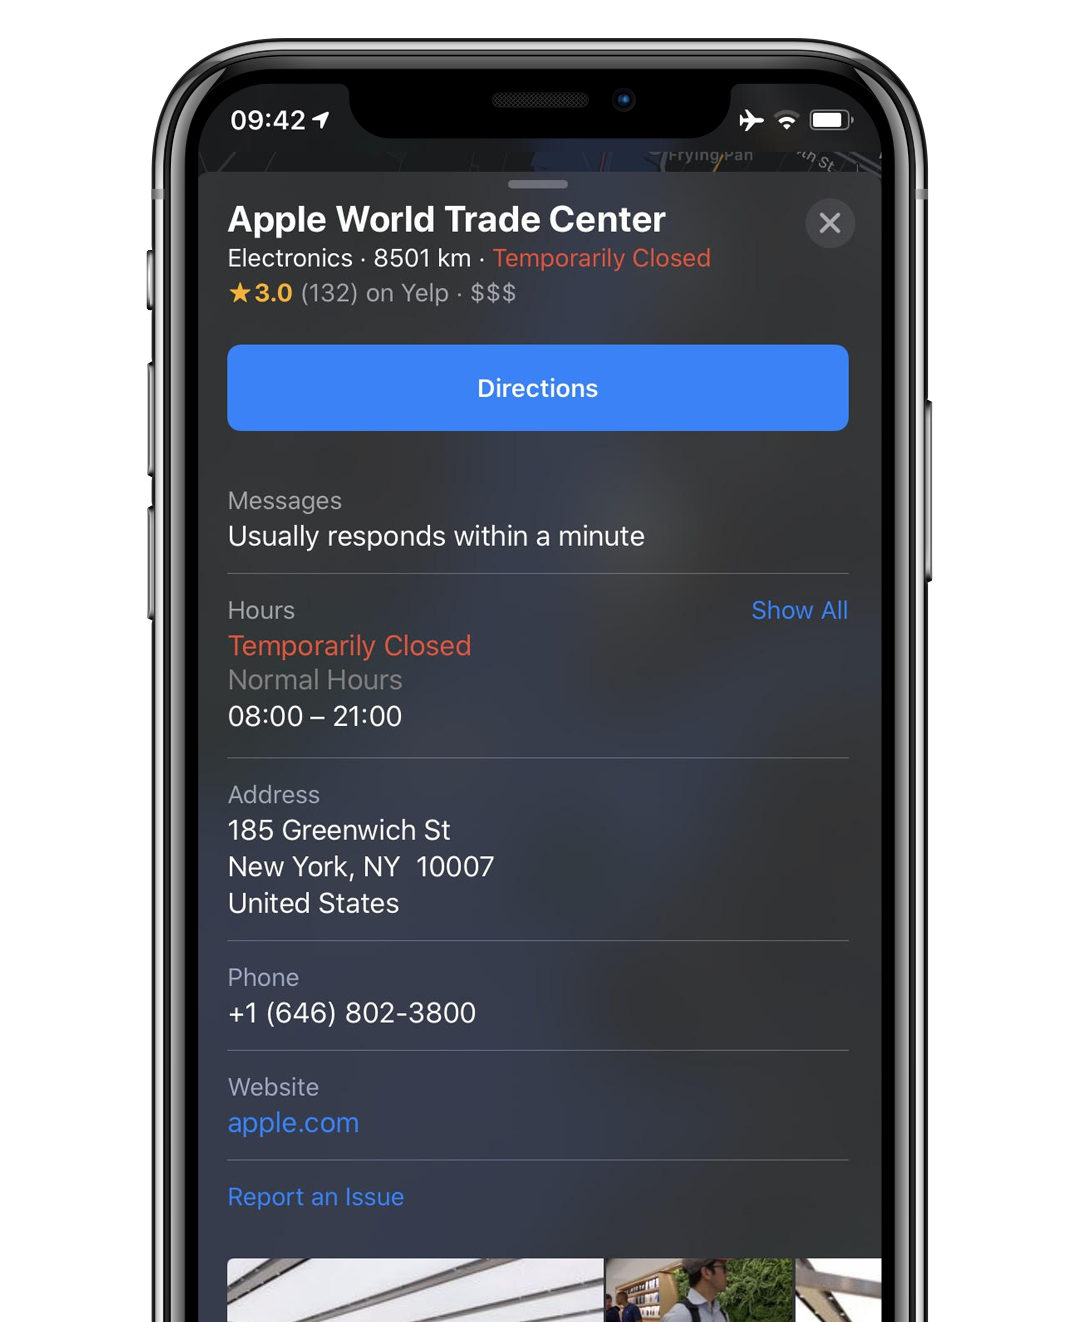 09:42
Frying Pan
th St
Apple World Trade Center
Electronics · 8501 km · Temporarily Closed
★3.0 (132) on Yelp · $$$
Directions
Messages
Usually responds within a minute
Hours
Show All
Temporarily Closed
Normal Hours
08:00 – 21:00
Address
185 Greenwich St
New York, NY  10007
United States
Phone
+1 (646) 802-3800
Website
apple.com
Report an Issue